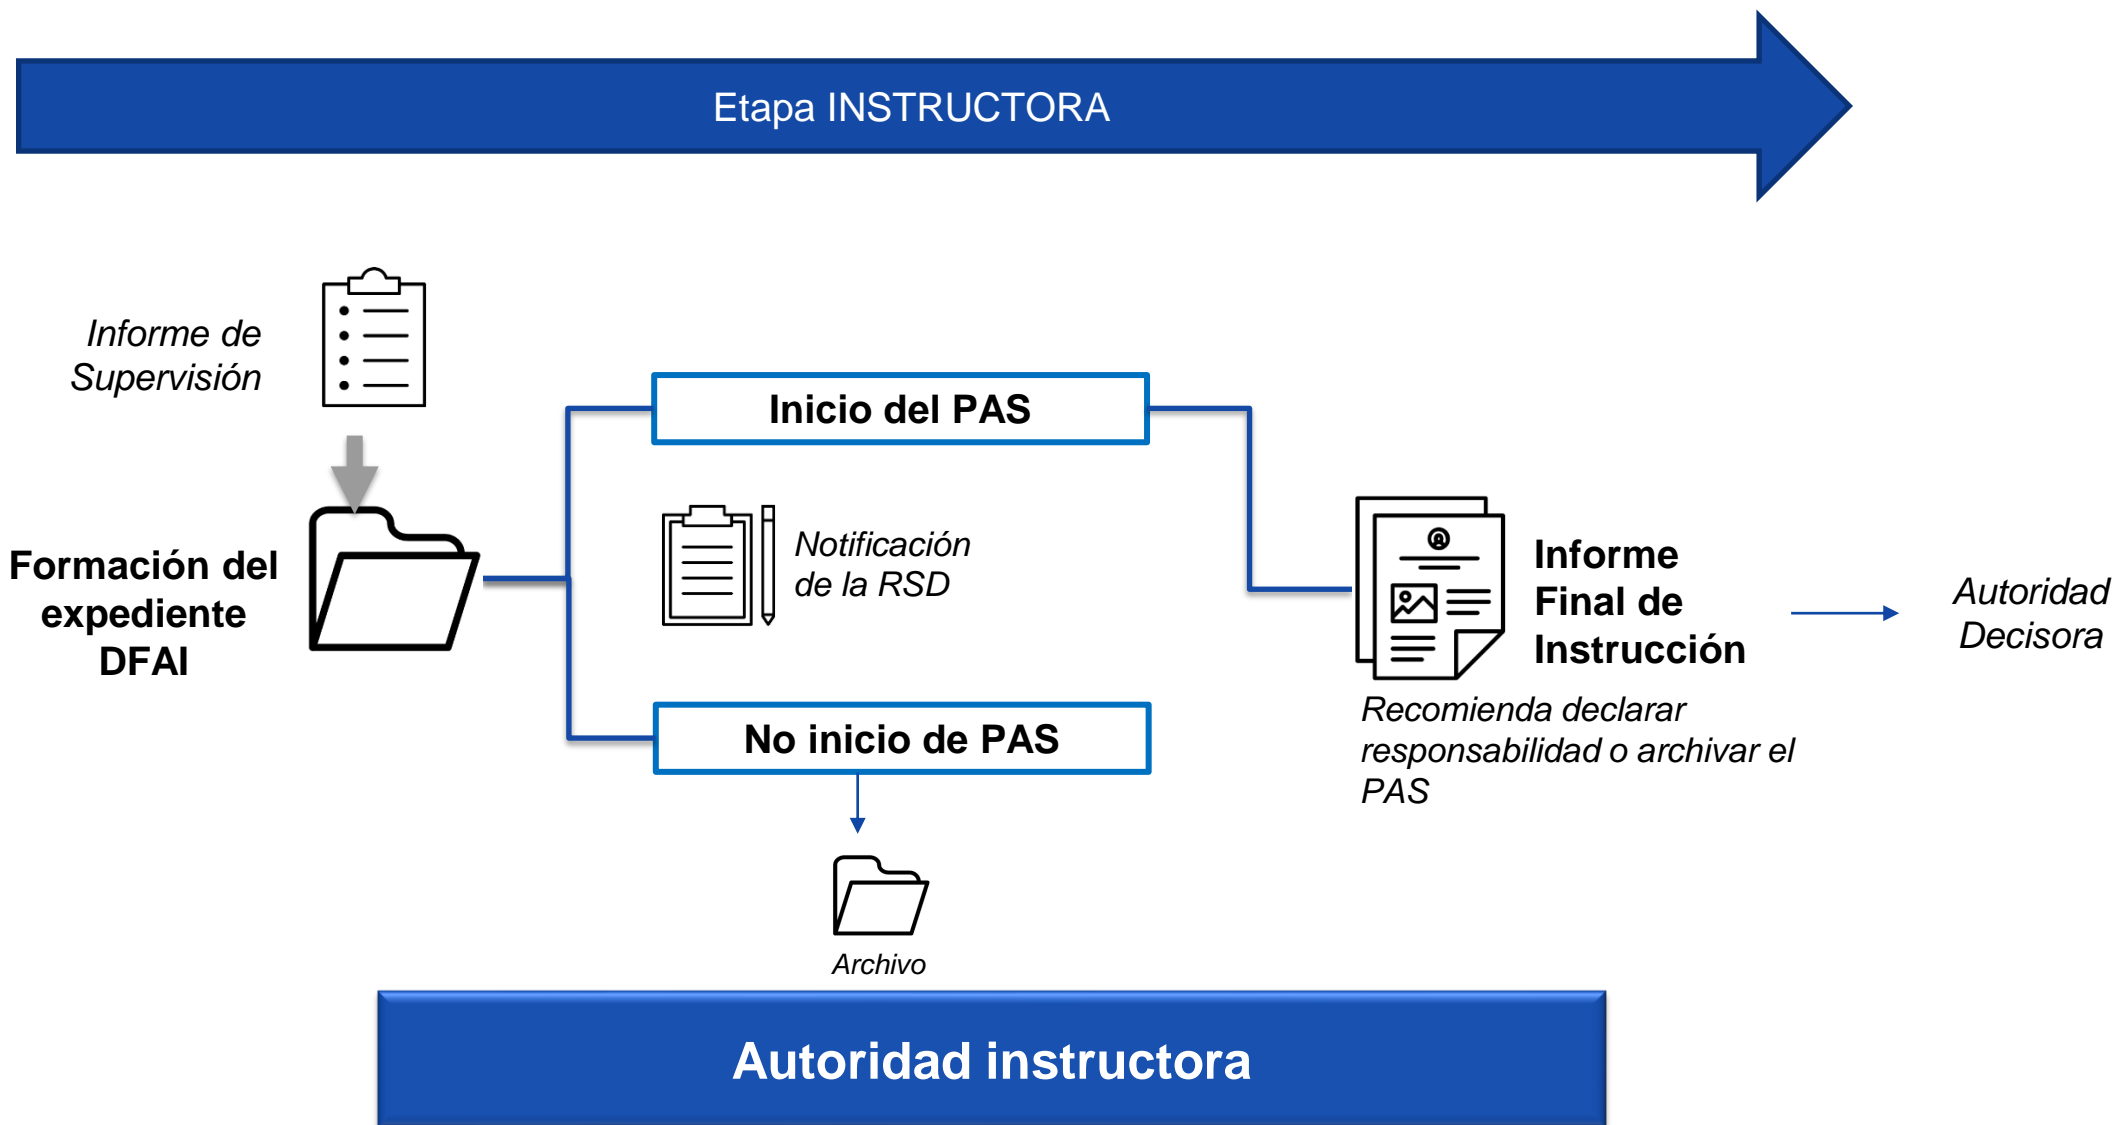 Etapa INSTRUCTORA
Informe de
Supervisión
Formación del
expediente
DFAI
Inicio del PAS
Notificación
de la RSD
No inicio de PAS
Archivo
Informe
Final de
Instrucción
Recomienda declarar
responsabilidad o archivar el
PAS
Autoridad
Decisora
Autoridad instructora